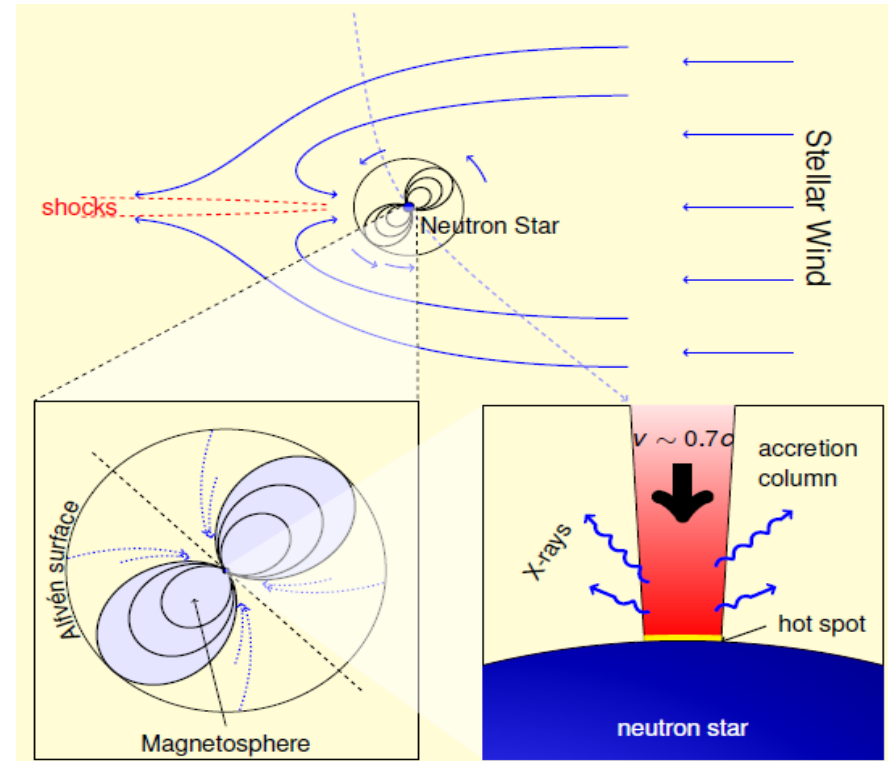 shocks
Neutron Star
Stellar Wind
Alfvén surface
Magnetosphere
v ∼ 0.7c
accretion
column
X-rays
hot spot
neutron star